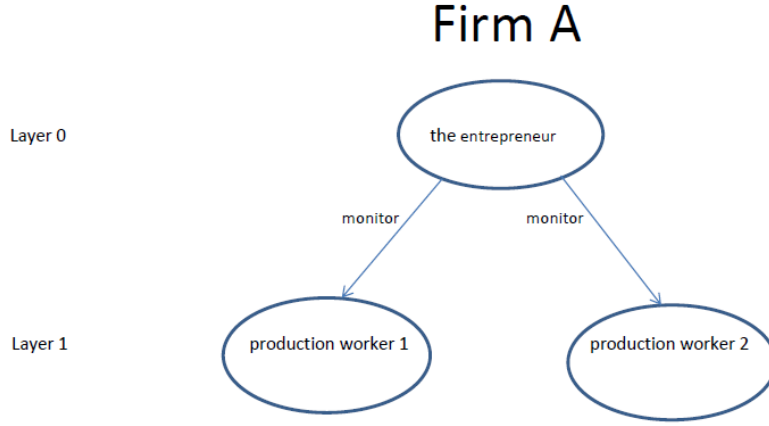 Firm A
Layer 0
the entrepreneur
monitor
monitor
Layer 1
production worker 1
production worker 2